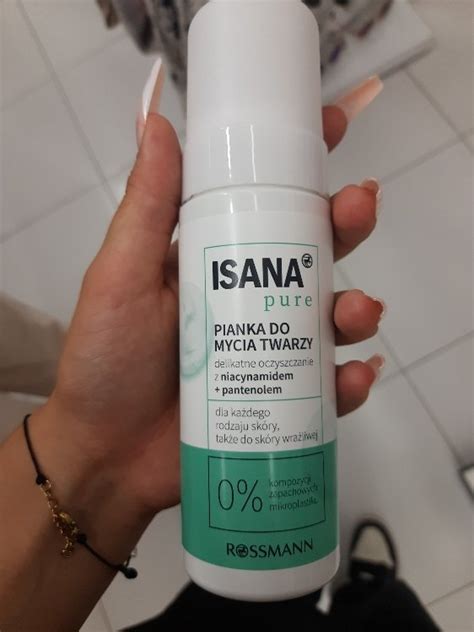 ISANA
pure
PIANKA DO
MYCIA TWARZY
delikatne oczyszczanie
z niacynamidem
+ pantenolem
dla każdego
rodzaju skóry,
także do skóry wrażliwej
0%
kompozycji
zapachowych,
mikroplastiku
ROSSMANN